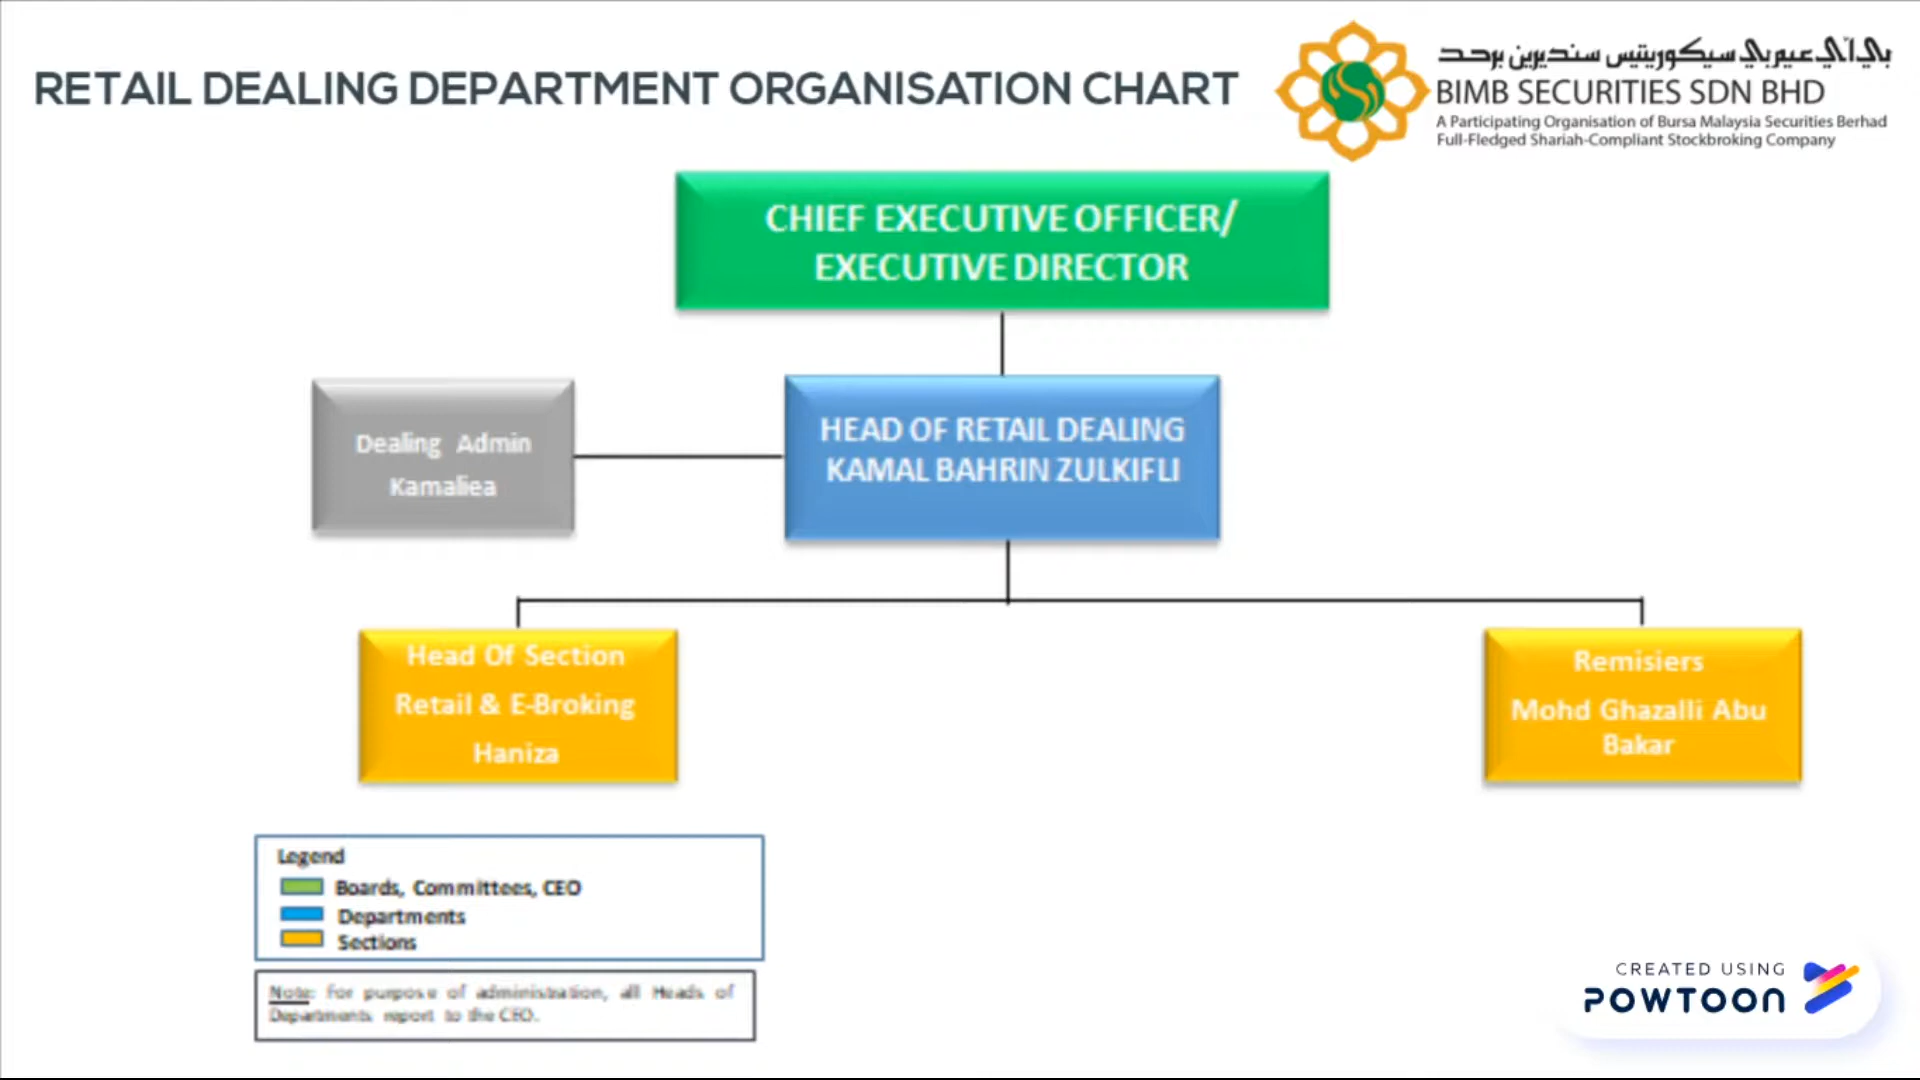 RETAIL DEALING DEPARTMENT ORGANISATION CHART
بي آي عيم بي سيكوريتيس سنديرين برحد
BIMB SECURITIES SDN BHD
A Participating Organisation of Bursa Malaysia Securities Berhad
Full-Fledged Shariah-Compliant Stockbroking Company
CHIEF EXECUTIVE OFFICER/
EXECUTIVE DIRECTOR
Dealing Admin
Kamaliea
HEAD OF RETAIL DEALING
KAMAL BAHRIN ZULKIFLI
Head Of Section
Retail & E-Broking
Haniza
Remisiers
Mohd Ghazalli Abu
Bakar
Legend
Boards, Committees, CEO
Departments
Sections
Note: For purpose of administration, all Heads of
Departments report to the CEO.
CREATED USING
POWTOON